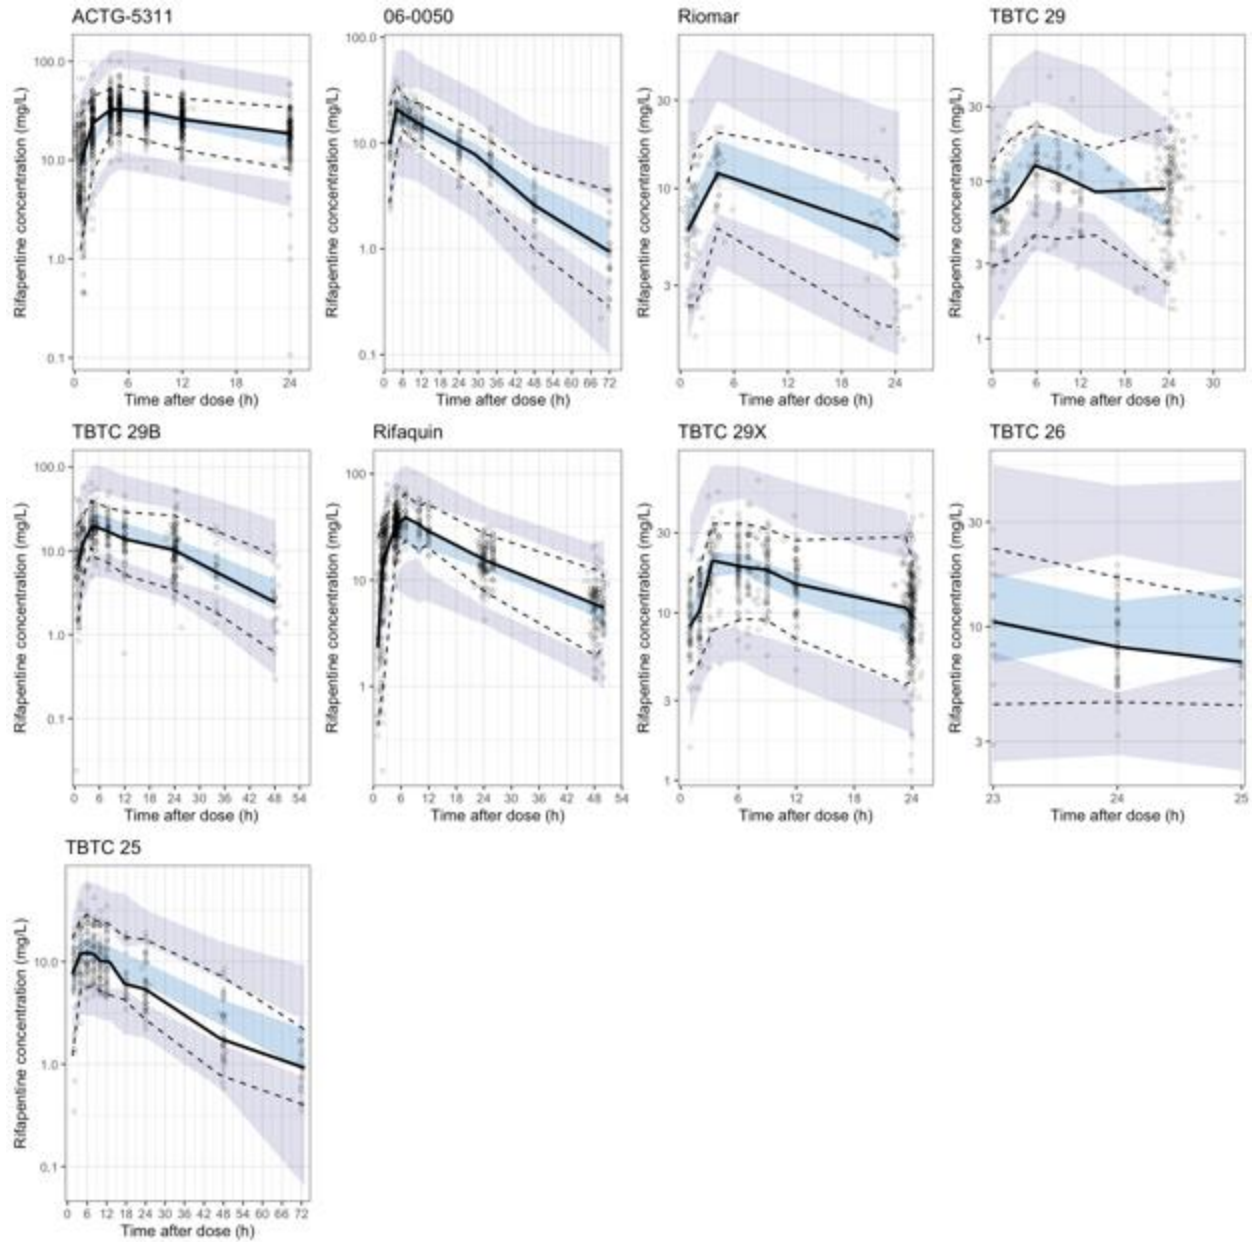 ACTG-5311
06-0050
Riomar
TBTC 29
Rifapentine concentration (mg/L)
100.0
10.0
1.0
0.1
0 6 12 18 24
Time after dose (h)
Rifapentine concentration (mg/L)
100.0
10.0
1.0
0.1
0 6 12 18 24 30 36 42 48 54 60 66 72
Time after dose (h)
Rifapentine concentration (mg/L)
30
10
3
0 6 12 18 24
Time after dose (h)
Rifapentine concentration (mg/L)
30
10
3
1
0 6 12 18 24 30
Time after dose (h)
TBTC 29B
Rifaquin
TBTC 29X
TBTC 26
Rifapentine concentration (mg/L)
100.0
10.0
1.0
0.1
0 6 12 18 24 30 36 42 48 54
Time after dose (h)
Rifapentine concentration (mg/L)
100
10
1
0 6 12 18 24 30 36 42 48 54
Time after dose (h)
Rifapentine concentration (mg/L)
30
10
3
1
0 6 12 18 24
Time after dose (h)
Rifapentine concentration (mg/L)
30
10
3
23 24 25
Time after dose (h)
TBTC 25
Rifapentine concentration (mg/L)
10.0
1.0
0.1
0 6 12 18 24 30 36 42 48 54 60 66 72
Time after dose (h)